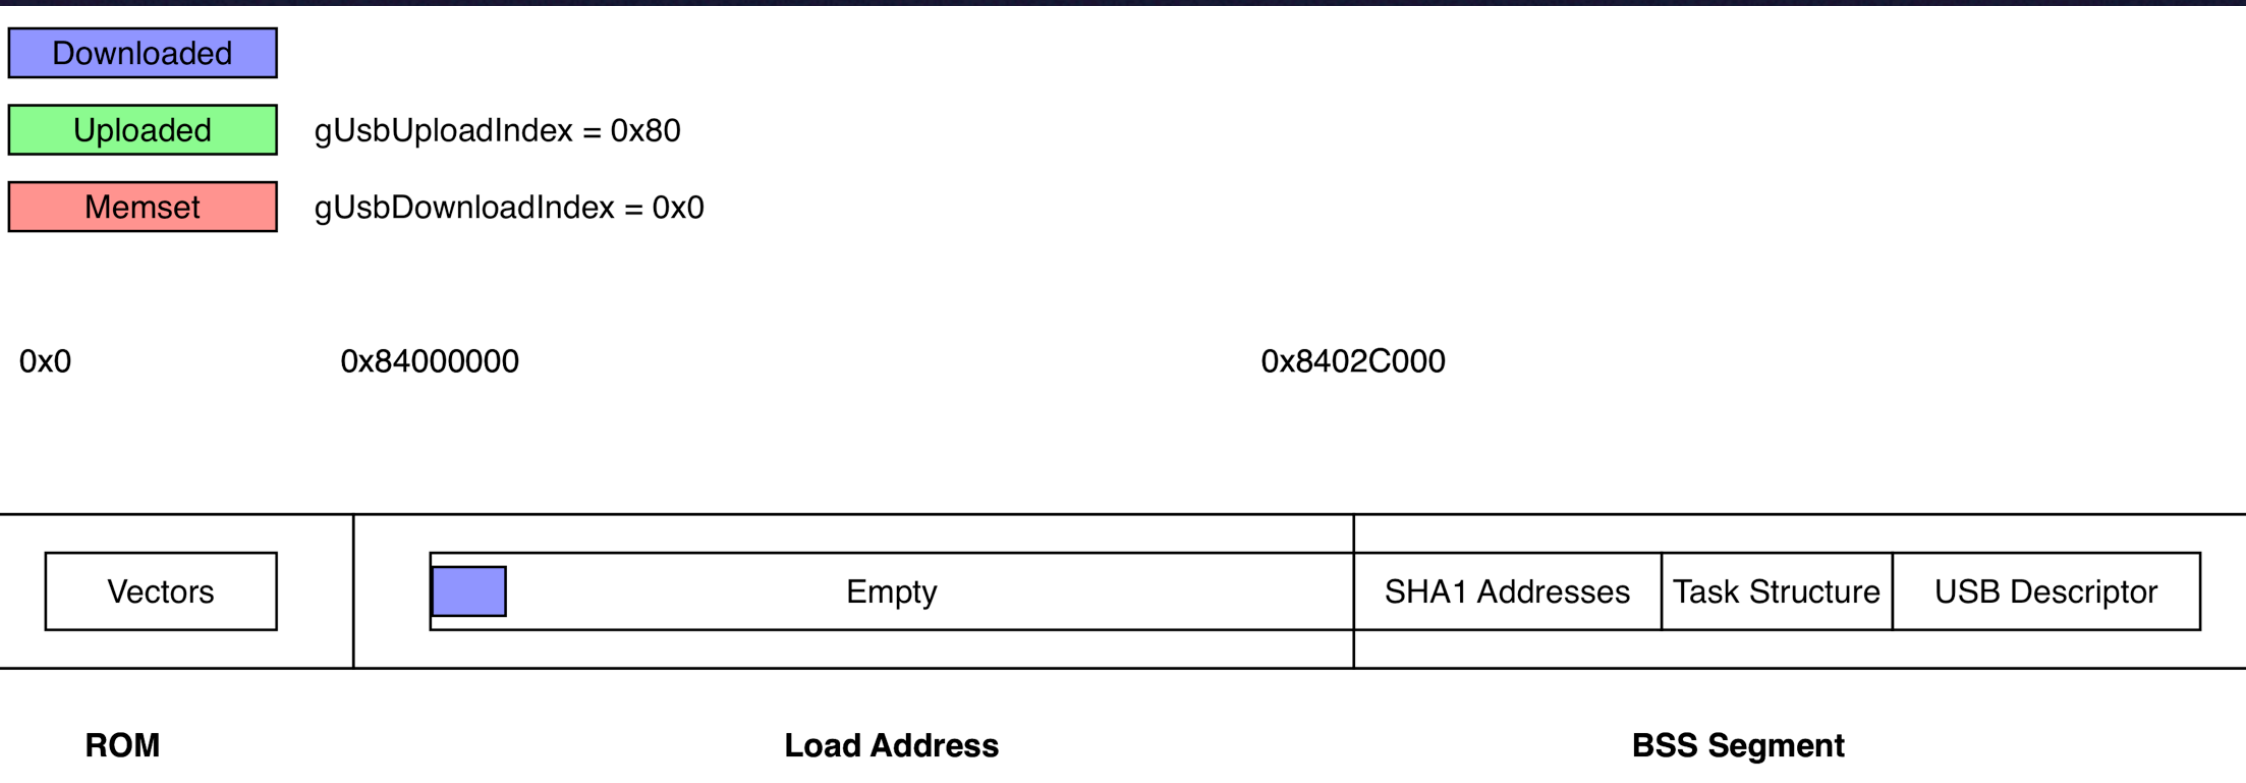 Downloaded
Uploaded gUsbUploadIndex = 0x80
Memset gUsbDownloadIndex = 0x0
0x0 0x84000000 0x8402C000
Vectors Empty SHA1 Addresses Task Structure USB Descriptor
ROM Load Address BSS Segment